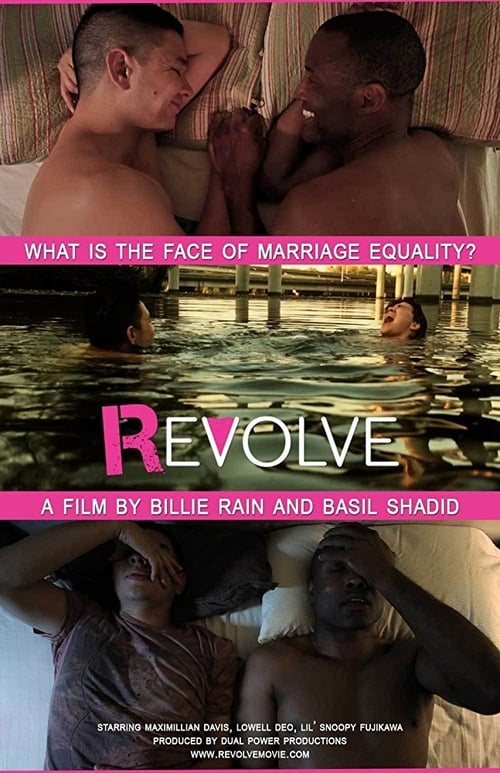 WHAT IS THE FACE OF MARRIAGE EQUALITY?
REVOLVE
A FILM BY BILLIE RAIN AND BASIL SHADID
STARRING MAXIMILLIAN DAVIS, LOWELL DEO, LIL' SNOOPY FUJIKAWA
PRODUCED BY DUAL POWER PRODUCTIONS
WWW.REVOLVEMOVIE.COM